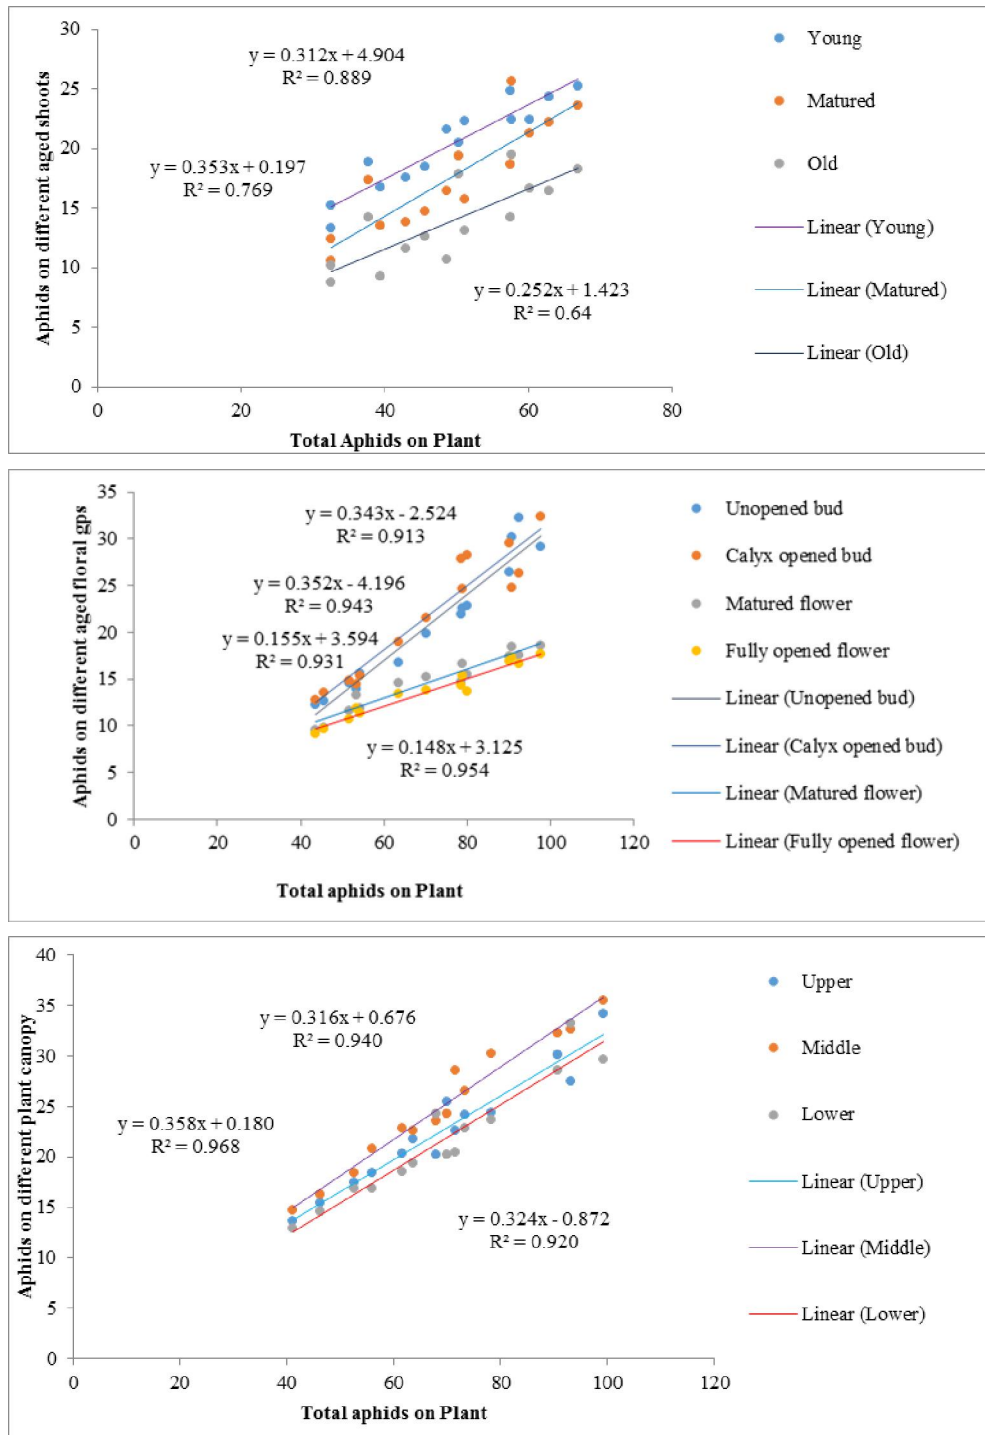 30
25
20
15
10
5
0
0
20
40
60
80
Aphids on different aged shoots
Total Aphids on Plant
y = 0.312x + 4.904
R² = 0.889
y = 0.353x + 0.197
R² = 0.769
y = 0.252x + 1.423
R² = 0.64
Young
Matured
Old
Linear (Young)
Linear (Matured)
Linear (Old)
35
30
25
20
15
10
5
0
0
20
40
60
80
100
120
Aphids on different aged floral gps
Total aphids on Plant
y = 0.343x - 2.524
R² = 0.913
y = 0.352x - 4.196
R² = 0.943
y = 0.155x + 3.594
R² = 0.931
y = 0.148x + 3.125
R² = 0.954
Unopened bud
Calyx opened bud
Matured flower
Fully opened flower
Linear (Unopened bud)
Linear (Calyx opened bud)
Linear (Matured flower)
Linear (Fully opened flower)
40
35
30
25
20
15
10
5
0
0
20
40
60
80
100
120
Aphids on different plant canopy
Total aphids on Plant
y = 0.316x + 0.676
R² = 0.940
y = 0.358x + 0.180
R² = 0.968
y = 0.324x - 0.872
R² = 0.920
Upper
Middle
Lower
Linear (Upper)
Linear (Middle)
Linear (Lower)